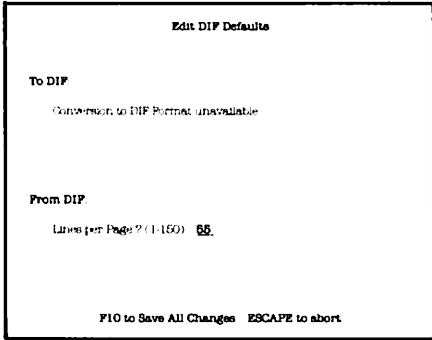 Edit DIF Defaults
To DIF:
Conversion to DIF Format unavailable
From DIF:
Lines per Page ? (1-150) 55
F10 to Save All Changes ESCAPE to abort